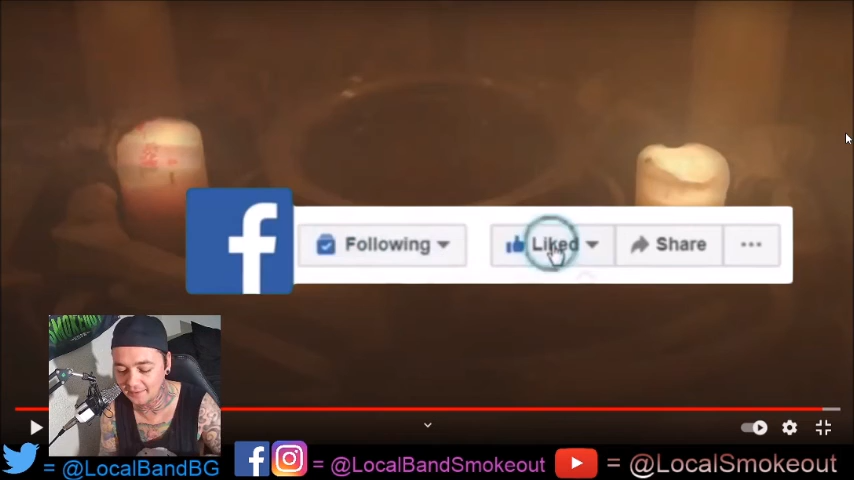 Following
Liked
Share
= @LocalBandBG
= @LocalBandSmokeout
= @LocalSmokeout